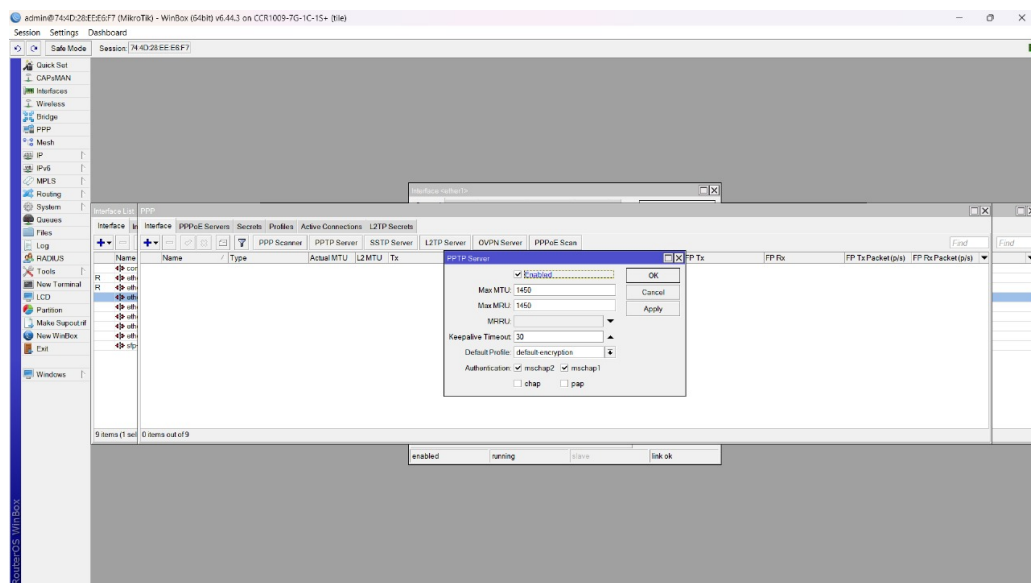 admin@74:4D:28:EE:E6:F7 (MikroTik) - WinBox (64bit) v6.44.3 on CCR1009-7G-1C-1S+ (tile)
Session Settings Dashboard
Safe Mode Session: 74:4D:28:EE:E6:F7
Quick Set
CAPsMAN
Interfaces
Wireless
Bridge
PPP
Mesh
IP
IPv6
MPLS
Routing
System
Queues
Files
Log
RADIUS
Tools
New Terminal
LCD
Partition
Make Supout.rif
New WinBox
Exit
Windows
RouterOS WinBox
Interface <ether1>
Interface List
Interface In
Name
R
R
9 items (1 sel
PPP
Interface PPPoE Servers Secrets Profiles Active Connections L2TP Secrets
PPP Scanner PPTP Server SSTP Server L2TP Server OVPN Server PPPoE Scan Find
Find
Name / Type Actual MTU L2 MTU Tx FP Tx FP Rx FP Tx Packet (p/s) FP Rx Packet (p/s)
0 items out of 9
PPTP Server
Enabled
Max MTU: 1450
Max MRU: 1450
MRRU:
Keepalive Timeout: 30
Default Profile: default-encryption
Authentication: mschap2 mschap1
chap pap
OK
Cancel
Apply
enabled running slave link ok